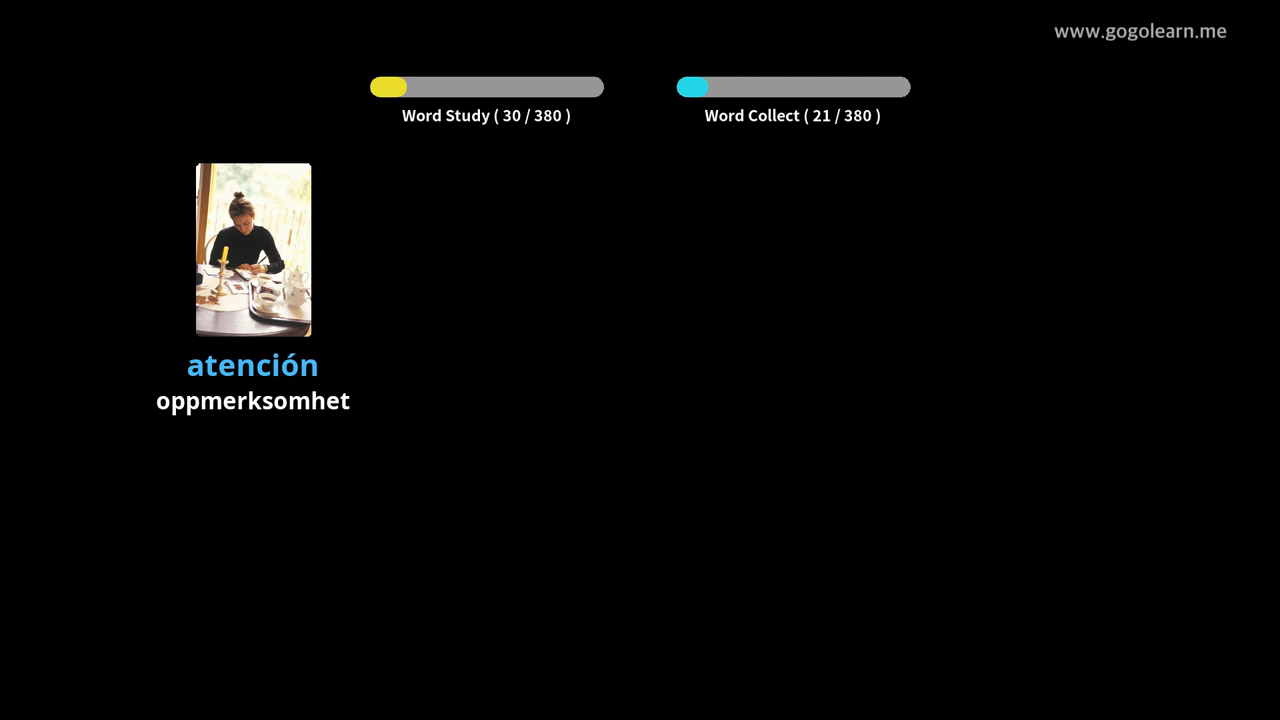 www.gogolearn.me
Word Study ( 30 / 380 )
Word Collect ( 21 / 380 )
atención
oppmerksomhet